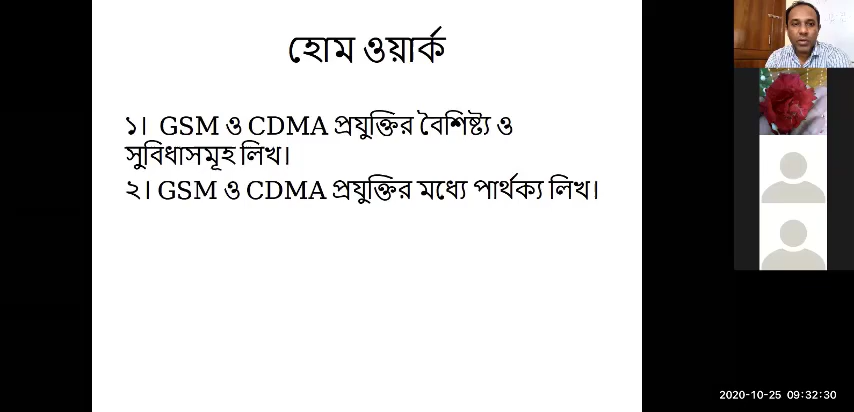 হোম ওয়ার্ক
১। GSM ও CDMA প্রযুক্তির বৈশিষ্ট্য ও
সুবিধাসমূহ লিখ।
২। GSM ও CDMA প্রযুক্তির মধ্যে পার্থক্য লিখ।
2020-10-25 09:32:30